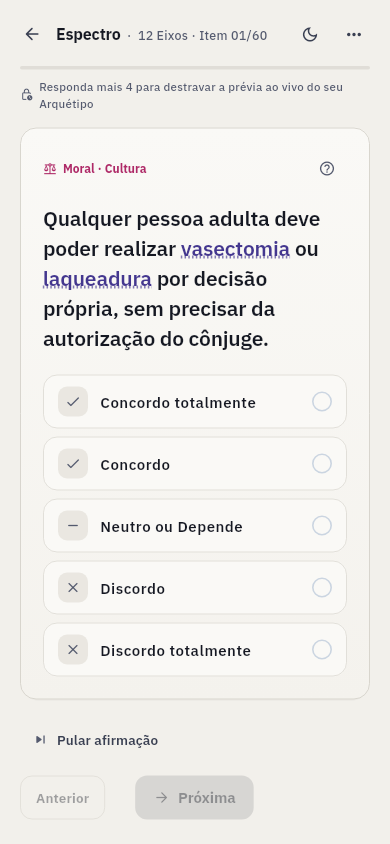 Espectro · 12 Eixos · Item 01/60
Responda mais 4 para destravar a prévia ao vivo do seu
Arquétipo
Moral · Cultura
Qualquer pessoa adulta deve
poder realizar vasectomia ou
laqueadura por decisão
própria, sem precisar da
autorização do cônjuge.
Concordo totalmente
Concordo
Neutro ou Depende
Discordo
Discordo totalmente
Pular afirmação
Anterior
Próxima